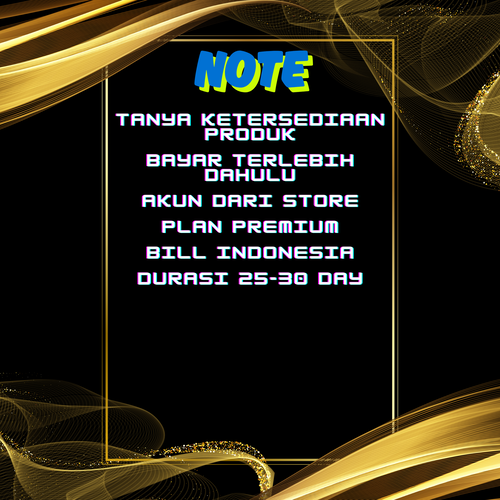 NOTE
TANYA KETERSEDIAAN
PRODUK
BAYAR TERLEBIH
DAHULU
AKUN DARI STORE
PLAN PREMIUM
BILL INDONESIA
DURASI 25-30 DAY